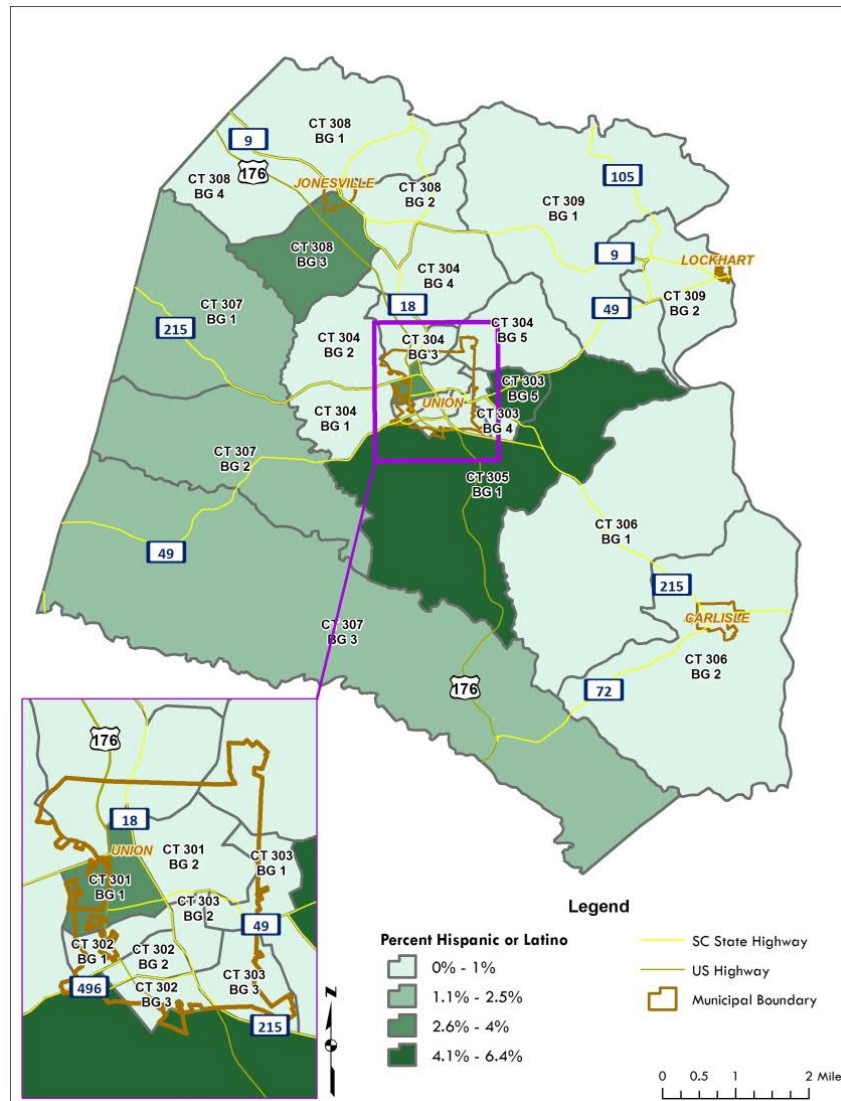 CT 308
BG 1
9
176
CT 308
BG 4
JONESVILLE
CT 308
BG 2
105
CT 309
BG 1
CT 308
BG 3
CT 304
BG 4
9
LOCKHART
CT 309
BG 2
CT 307
BG 1
215
18
49
CT 304
BG 2
CT 304
BG 3
CT 304
BG 5
CT 303
BG 5
UNION
CT 304
BG 1
CT 303
BG 4
CT 307
BG 2
CT 305
BG 1
49
CT 306
BG 1
215
CARLISLE
CT 307
BG 3
CT 306
BG 2
176
72
176
18
UNION
CT 301
BG 2
CT 303
BG 1
CT 301
BG 1
CT 303
BG 2
49
CT 302
BG 1
CT 302
BG 2
CT 303
BG 3
496
CT 302
BG 3
215
N
Legend
Percent Hispanic or Latino
0% - 1%
1.1% - 2.5%
2.6% - 4%
4.1% - 6.4%
SC State Highway
US Highway
Municipal Boundary
0 0.5 1 2 Mile